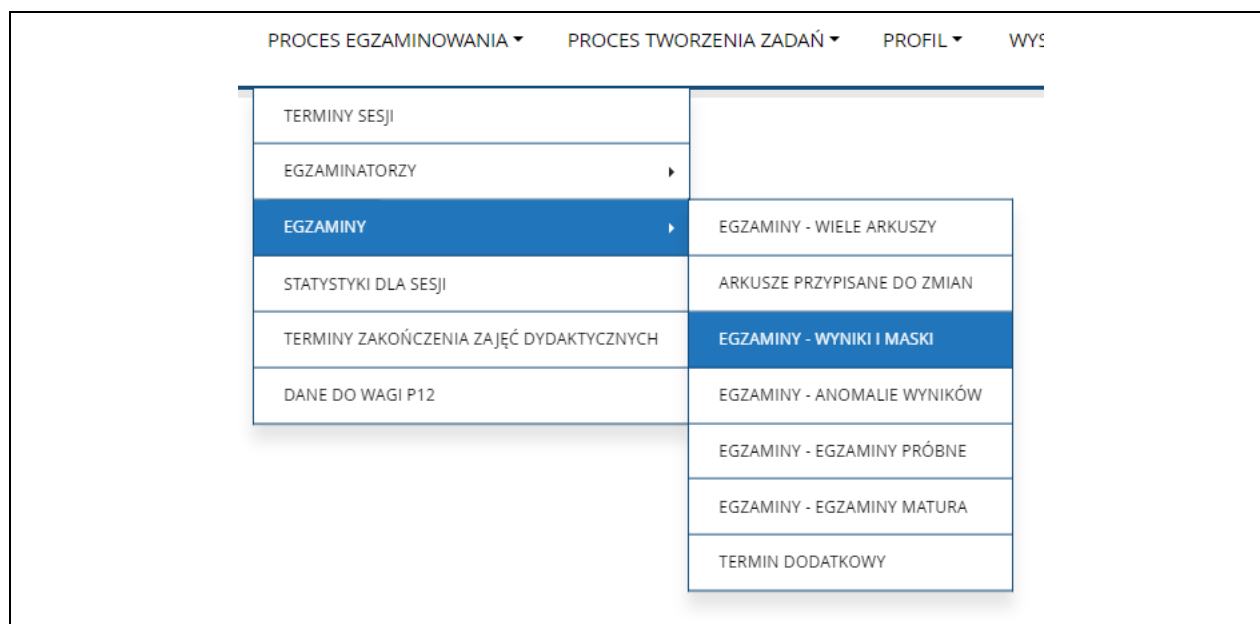 PROCES EGZAMINOWANIA PROCES TWORZENIA ZADAŃ PROFIL WYS
TERMINY SESJI
EGZAMINATORZY
EGZAMINY
STATYSTYKI DLA SESJI
TERMINY ZAKOŃCZENIA ZAJĘĆ DYDAKTYCZNYCH
DANE DO WAGI P12
EGZAMINY - WIELE ARKUSZY
ARKUSZE PRZYPISANE DO ZMIAN
EGZAMINY - WYNIKI I MASKI
EGZAMINY - ANOMALIE WYNIKÓW
EGZAMINY - EGZAMINY PRÓBNE
EGZAMINY - EGZAMINY MATURA
TERMIN DODATKOWY